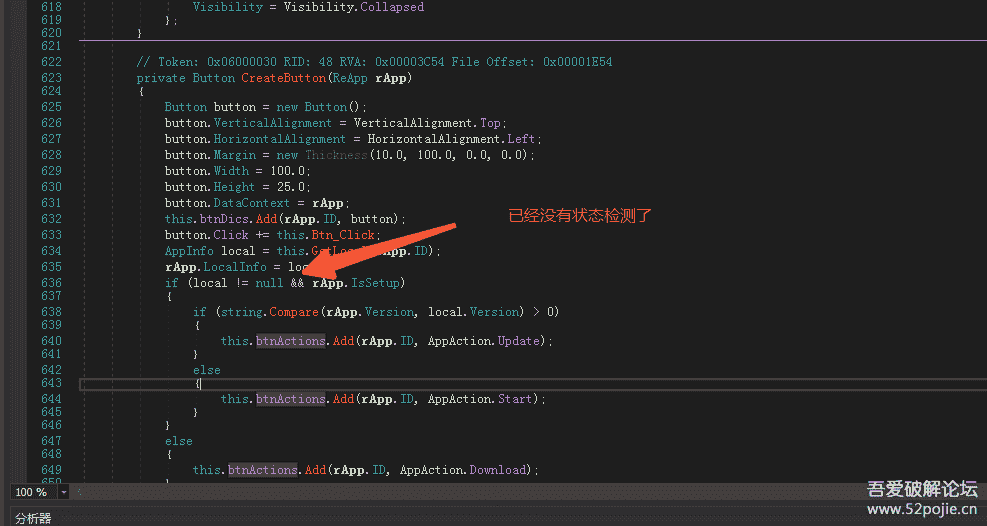 618 Visibility = Visibility.Collapsed
619 };
620 }
621
622 // Token: 0x06000030 RID: 48 RVA: 0x00003C54 File Offset: 0x00001E54
623 private Button CreateButton(ReApp rApp)
624 {
625 Button button = new Button();
626 button.VerticalAlignment = VerticalAlignment.Top;
627 button.HorizontalAlignment = HorizontalAlignment.Left;
628 button.Margin = new Thickness(10.0, 100.0, 0.0, 0.0);
629 button.Width = 100.0;
630 button.Height = 25.0;
631 button.DataContext = rApp;
632 this.btnDics.Add(rApp.ID, button);
已经没有状态检测了
633 button.Click += this.Btn_Click;
634 AppInfo local = this. pp.ID);
635 rApp.LocalInfo = lo
636 if (local != null && rApp.IsSetup)
637 {
638 if (string.Compare(rApp.Version, local.Version) > 0)
639 {
640 this.btnActions.Add(rApp.ID, AppAction.Update);
641 }
642 else
643 {
644 this.btnActions.Add(rApp.ID, AppAction.Start);
645 }
646 }
647 else
648 {
649 this.btnActions.Add(rApp.ID, AppAction.Download);
650
100 %
吾爱破解论坛
www.52pojie.cn
分析器